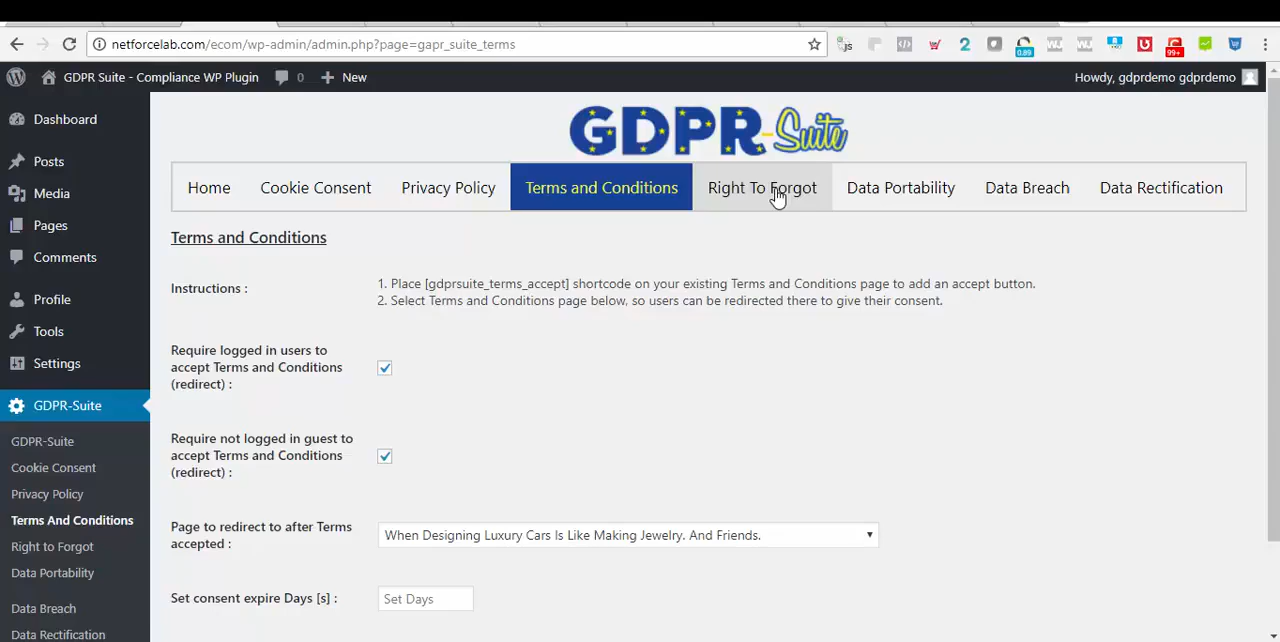 netforcelab.com/ecom/wp-admin/admin.php?page=gapr_suite_terms
JS
2
0.89
WJ
WJ
99+
GDPR Suite - Compliance WP Plugin
0
New
Howdy, gdprdemo gdprdemo
Dashboard
Posts
Media
Pages
Comments
Profile
Tools
Settings
GDPR-Suite
GDPR-Suite
Cookie Consent
Privacy Policy
Terms And Conditions
Right to Forgot
Data Portability
Data Breach
Data Rectification
GDPR-Suite
Home
Cookie Consent
Privacy Policy
Terms and Conditions
Right To Forgot
Data Portability
Data Breach
Data Rectification
Terms and Conditions
Instructions :
1. Place [gdprsuite_terms_accept] shortcode on your existing Terms and Conditions page to add an accept button.
2. Select Terms and Conditions page below, so users can be redirected there to give their consent.
Require logged in users to
accept Terms and Conditions
(redirect) :
Require not logged in guest to
accept Terms and Conditions
(redirect) :
Page to redirect to after Terms
accepted :
When Designing Luxury Cars Is Like Making Jewelry. And Friends.
Set consent expire Days [s] :
Set Days